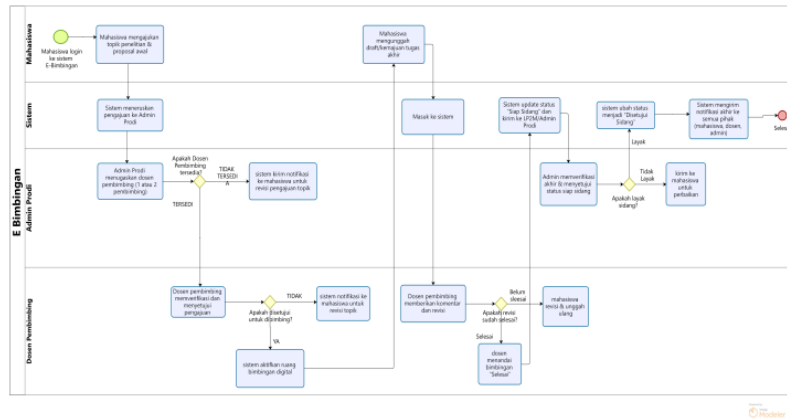 E Bimbingan
Mahasiswa
Mahasiswa login
ke sistem
E-Bimbingan
Mahasiswa mengajukan
topik penelitian &
proposal awal
Mahasiswa
mengunggah
draft/kemajuan tugas
akhir
Sistem
Sistem meneruskan
pengajuan ke Admin
Prodi
Masuk ke sistem
Sistem update status
"Siap Sidang" dan
kirim ke LP2M/Admin
Prodi
sistem ubah status
menjadi "Disetujui
Sidang"
Sistem mengirim
notifikasi akhir ke
semua pihak
(mahasiswa, dosen,
admin)
Selesai
Admin Prodi
Admin Prodi
menugaskan dosen
pembimbing (1 atau 2
pembimbing)
Apakah Dosen
Pembimbing
tersedia?
TIDAK
TERSEDI
A
TERSEDI
sistem kirim notifikasi
ke mahasiswa untuk
revisi pengajuan topik
Admin memverifikasi
akhir & menyetujui
status siap sidang
Layak
Tidak
Layak
Apakah layak
sidang?
kirim ke
mahasiswa
untuk
perbaikan
Dosen Pembimbing
Dosen pembimbing
memverifikasi dan
menyetujui
pengajuan
TIDAK
Apakah disetujui
untuk dibimbing?
YA
sistem notifikasi ke
mahasiswa untuk
revisi topik
sistem aktifkan ruang
bimbingan digital
Dosen pembimbing
memberikan komentar
dan revisi
Belum
sleesai
Apakah revisi
sudah selesai?
Selesai
mahasiswa
revisi & unggah
ulang
dosen
menandai
bimbingan
"Selesai"
Modeler